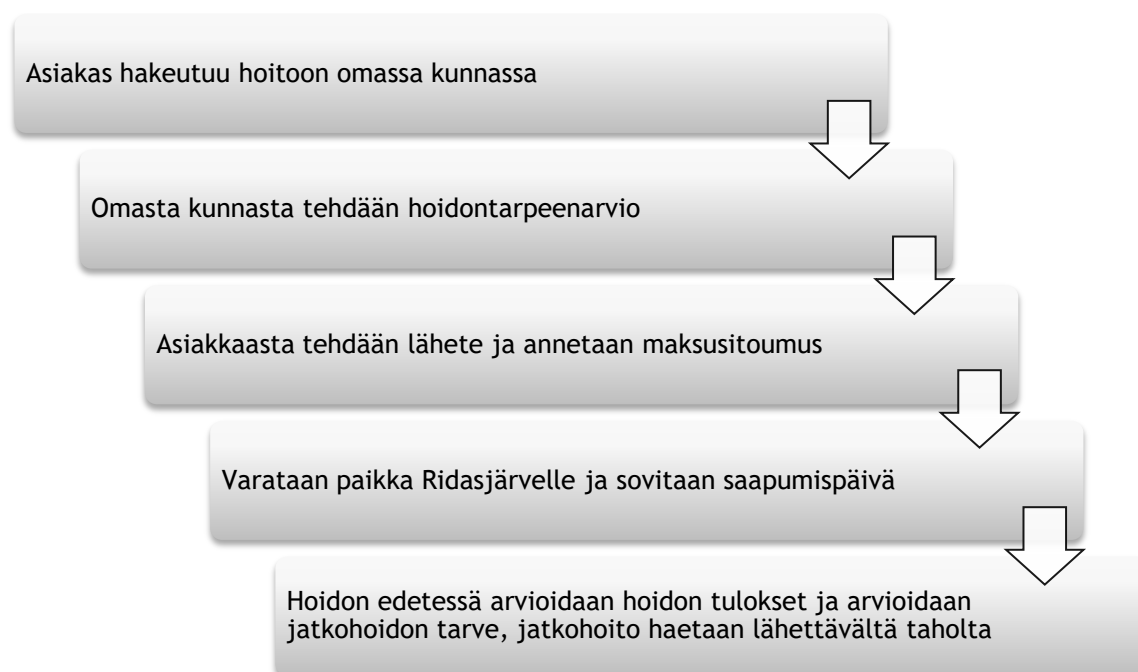 Asiakas hakeutuu hoitoon omassa kunnassa
Omasta kunnasta tehdään hoidontarpeenarvio
Asiakkaasta tehdään lähete ja annetaan maksusitoumus
Varataan paikka Ridasjärvelle ja sovitaan saapumispäivä
Hoidon edetessä arvioidaan hoidon tulokset ja arvioidaan
jatkohoidon tarve, jatkohoito haetaan lähettävältä taholta